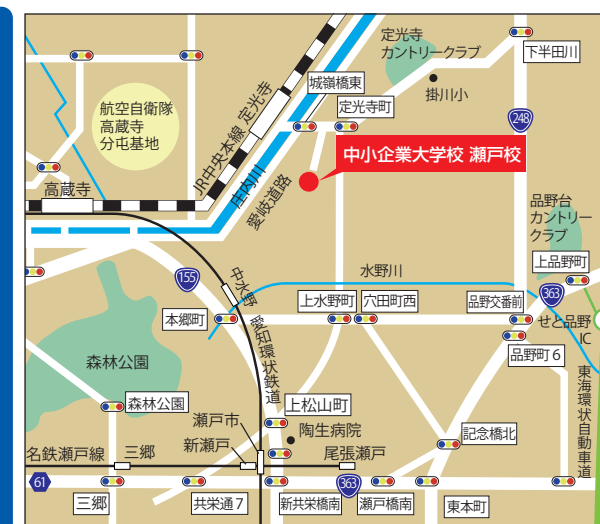 定光寺
カントリークラブ
下半田川
城嶺橋東
掛川小
定光寺町
航空自衛隊
高蔵寺
分屯基地
JR中央本線 定光寺
248
中小企業大学校 瀬戸校
高蔵寺
庄内川
愛岐道路
品野台
カントリー
クラブ
上品野町
水野川
155
中水野
363
本郷町
上水野町
穴田町西
品野交番前
せと品野
IC
愛知環状鉄道
品野町6
森林公園
東海環状自動車道
森林公園
上松山町
瀬戸市
陶生病院
記念橋北
新瀬戸
尾張瀬戸
名鉄瀬戸線
三郷
61
363
三郷
共栄通7
新共栄橋南
瀬戸橋南
東本町